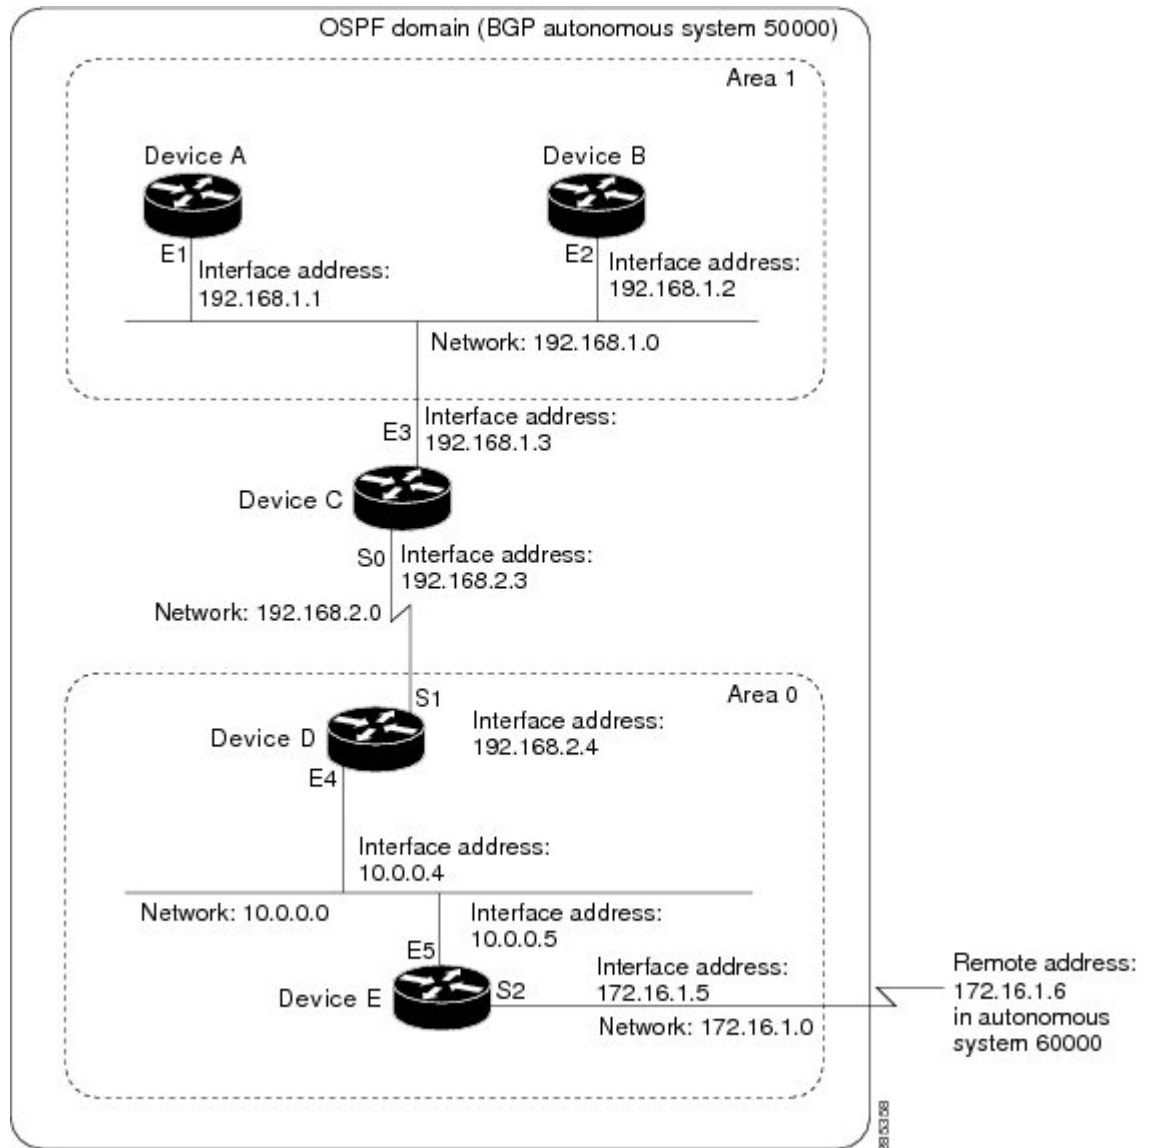 OSPF domain (BGP autonomous system 50000)
Area 1
Device A
Device B
E1
Interface address:
192.168.1.1
E2
Interface address:
192.168.1.2
Network: 192.168.1.0
E3
Interface address:
192.168.1.3
Device C
S0
Interface address:
192.168.2.3
Network: 192.168.2.0
Area 0
S1
Device D
Interface address:
192.168.2.4
E4
Interface address:
10.0.0.4
Network: 10.0.0.0
Interface address:
10.0.0.5
E5
Device E
S2
Interface address:
172.16.1.5
Network: 172.16.1.0
Remote address:
172.16.1.6
in autonomous
system 60000